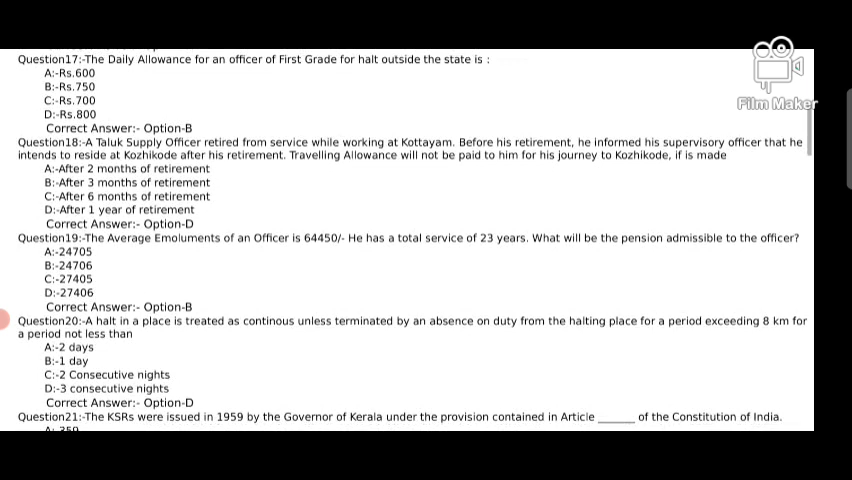 Question17:-The Daily Allowance for an officer of First Grade for halt outside the state is :
A:-Rs.600
B:-Rs.750
C:-Rs.700
D:-Rs.800
Correct Answer:- Option-B
Question18:-A Taluk Supply Officer retired from service while working at Kottayam. Before his retirement, he informed his supervisory officer that he
intends to reside at Kozhikode after his retirement. Travelling Allowance will not be paid to him for his journey to Kozhikode, if is made
A:-After 2 months of retirement
B:-After 3 months of retirement
C:-After 6 months of retirement
D:-After 1 year of retirement
Correct Answer:- Option-D
Question19:-The Average Emoluments of an Officer is 64450/- He has a total service of 23 years. What will be the pension admissible to the officer?
A:-24705
B:-24706
C:-27405
D:-27406
Correct Answer:- Option-B
Question20:-A halt in a place is treated as continous unless terminated by an absence on duty from the halting place for a period exceeding 8 km for
a period not less than
A:-2 days
B:-1 day
C:-2 Consecutive nights
D:-3 consecutive nights
Correct Answer:- Option-D
Question21:-The KSRs were issued in 1959 by the Governor of Kerala under the provision contained in Article ______ of the Constitution of India.
Film Maker